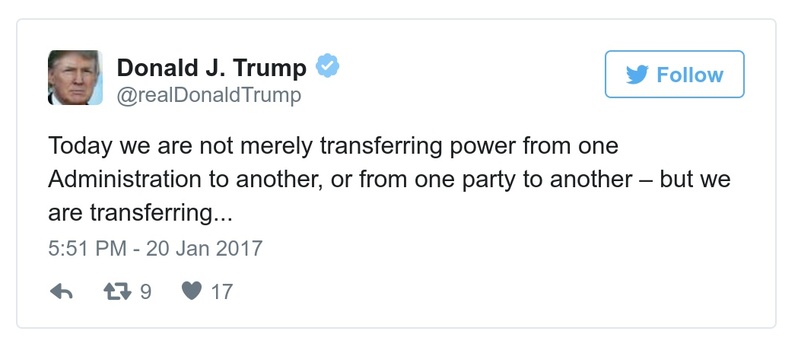 Donald J. Trump
@realDonaldTrump
Follow
Today we are not merely transferring power from one
Administration to another, or from one party to another – but we
are transferring...
5:51 PM - 20 Jan 2017
9 17